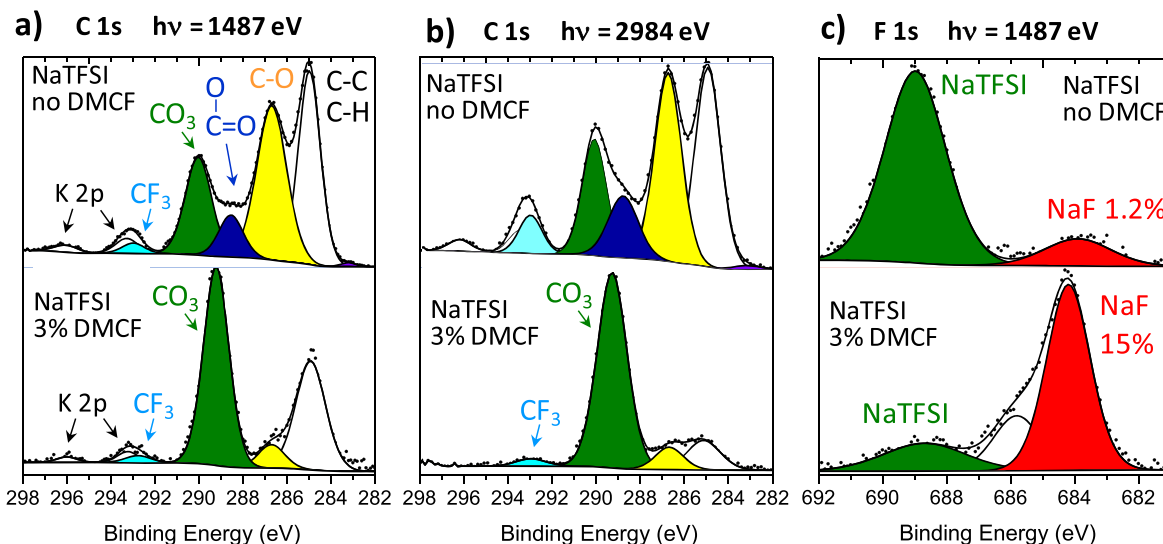 a) C 1s hν = 1487 eV
NaTFSI
no DMCF
O
C=O
CO₃
C-O
C-C
C-H
K 2p
CF₃
NaTFSI
3% DMCF
CO₃
K 2p
CF₃
298 296 294 292 290 288 286 284 282
Binding Energy (eV)
b) C 1s hν = 2984 eV
NaTFSI
no DMCF
NaTFSI
3% DMCF
CO₃
CF₃
298 296 294 292 290 288 286 284 282
Binding Energy (eV)
c) F 1s hν = 1487 eV
NaTFSI
NaTFSI
no DMCF
NaF 1.2%
NaTFSI
3% DMCF
NaF
15%
NaTFSI
692 690 688 686 684 682
Binding Energy (eV)